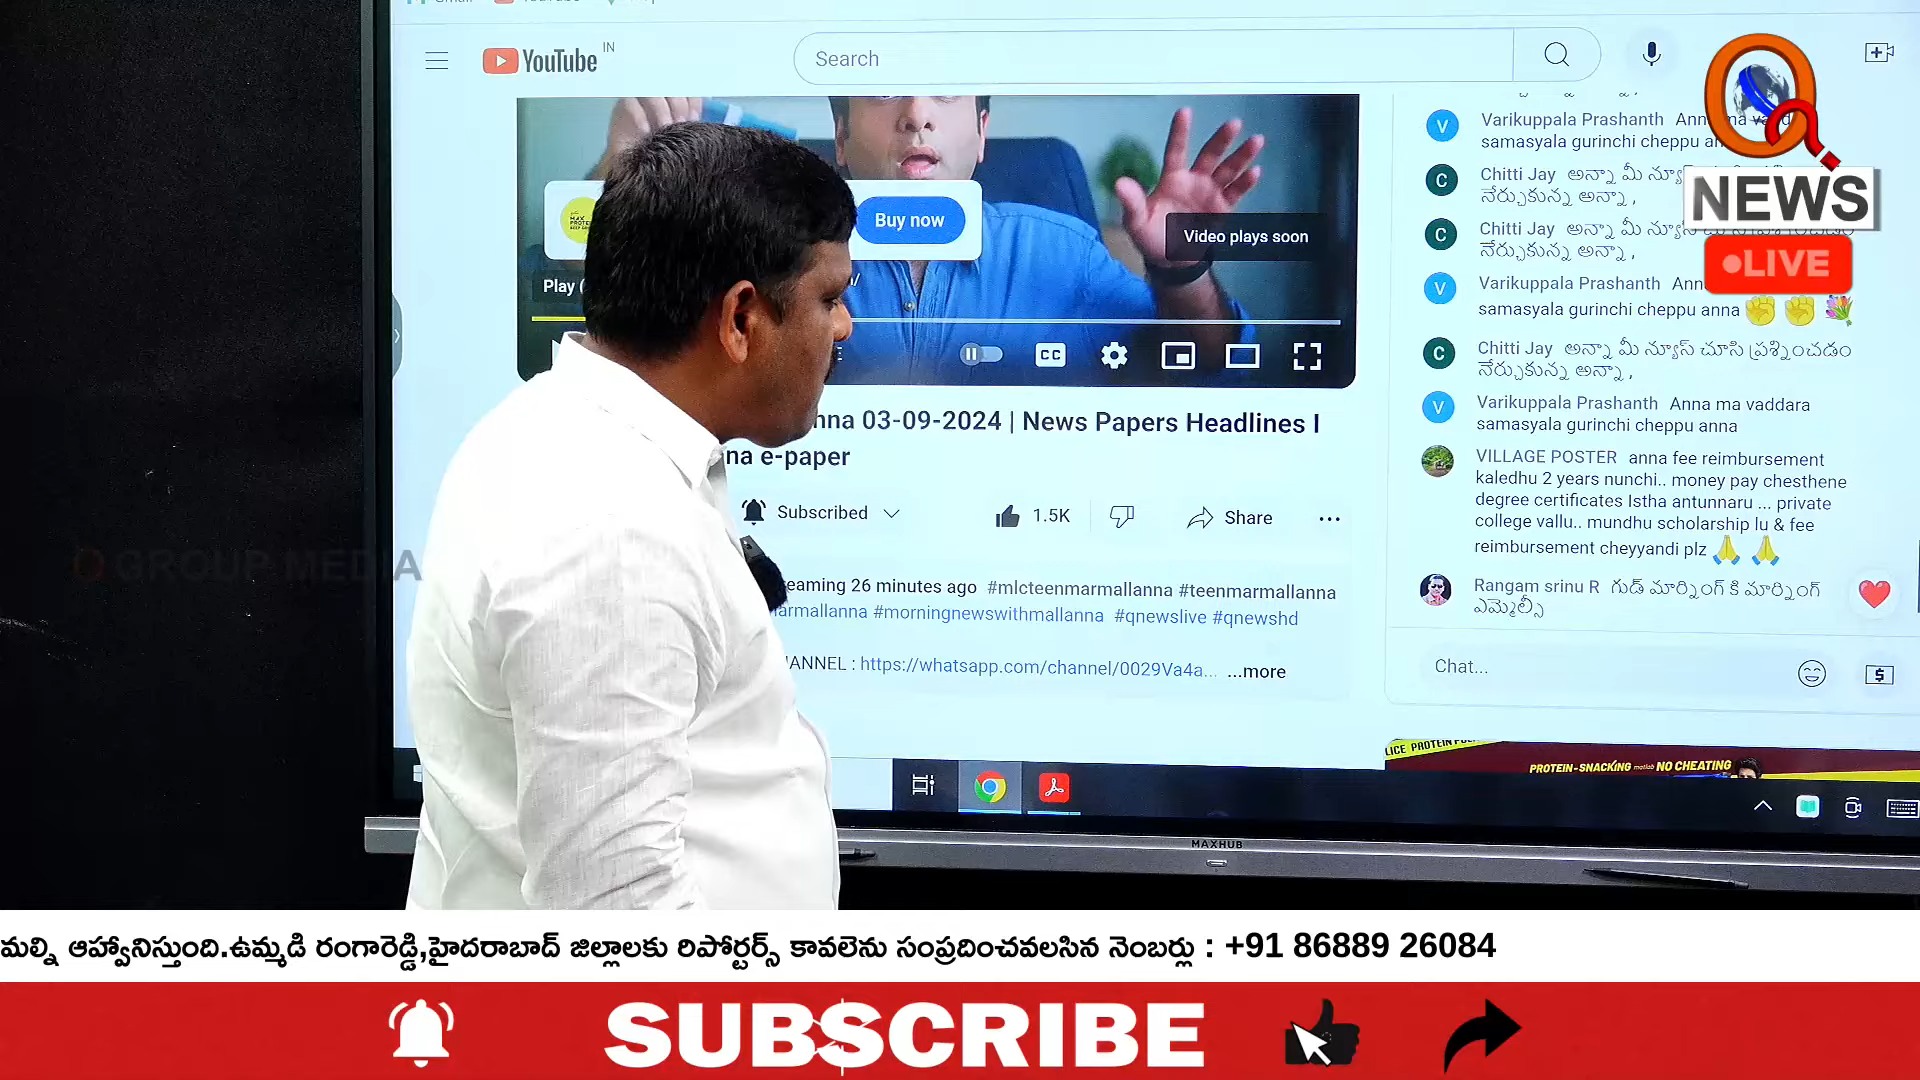 YouTube IN
Search
Varikuppala Prashanth
samasyala gurinchi cheppu
Chitti Jay అన్నా మీ న్యూస్
నేర్చుకున్న అన్నా ,
Chitti Jay అన్నా మీ న్యూస్
నేర్చుకున్న అన్నా ,
Varikuppala Prashanth
samasyala gurinchi cheppu anna
Chitti Jay అన్నా మీ న్యూస్ చూసి ప్రశ్నించడం
నేర్చుకున్న అన్నా ,
Varikuppala Prashanth Anna ma vaddara
samasyala gurinchi cheppu anna
VILLAGE POSTER anna fee reimbursement
kaledhu 2 years nunchi.. money pay chesthene
degree certificates Istha antunnaru ... private
college vallu.. mundhu scholarship lu & fee
reimbursement cheyyandi plz
Rangam srinu R గుడ్ మార్నింగ్ కి మార్నింగ్
ఎమ్మెల్సీ
Chat...
NEWS
LIVE
Buy now
Video plays soon
Play
CC
03-09-2024 | News Papers Headlines I
e-paper
Subscribed
1.5K
Share
26 minutes ago #mlcteenmarmallanna #teenmarmallanna
#morningnewswithmallanna #qnewslive #qnewshd
https://whatsapp.com/channel/0029Va4a... ...more
Q GROUP MEDIA
PROTEIN-SNACKING NO CHEATING
MAXHUB
ఆహ్వానిస్తుంది.ఉమ్మడి రంగారెడ్డి,హైదరాబాద్ జిల్లాలకు రిపోర్టర్స్ కావలెను సంప్రదించవలసిన నెంబర్లు : +91 86889 26084
SUBSCRIBE